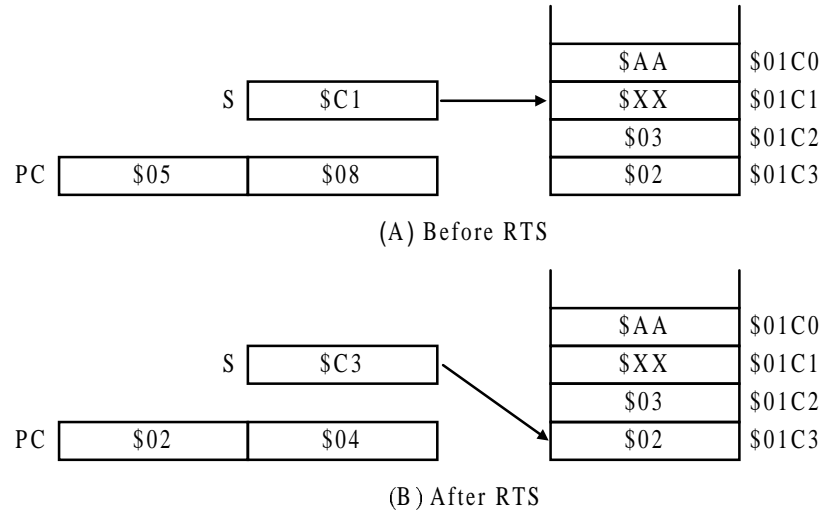 $AA $01C0
S $C1 $XX $01C1
$03 $01C2
PC $05 $08 $02 $01C3
(A) Before RTS
$AA $01C0
S $C3 $XX $01C1
$03 $01C2
PC $02 $04 $02 $01C3
(B) After RTS